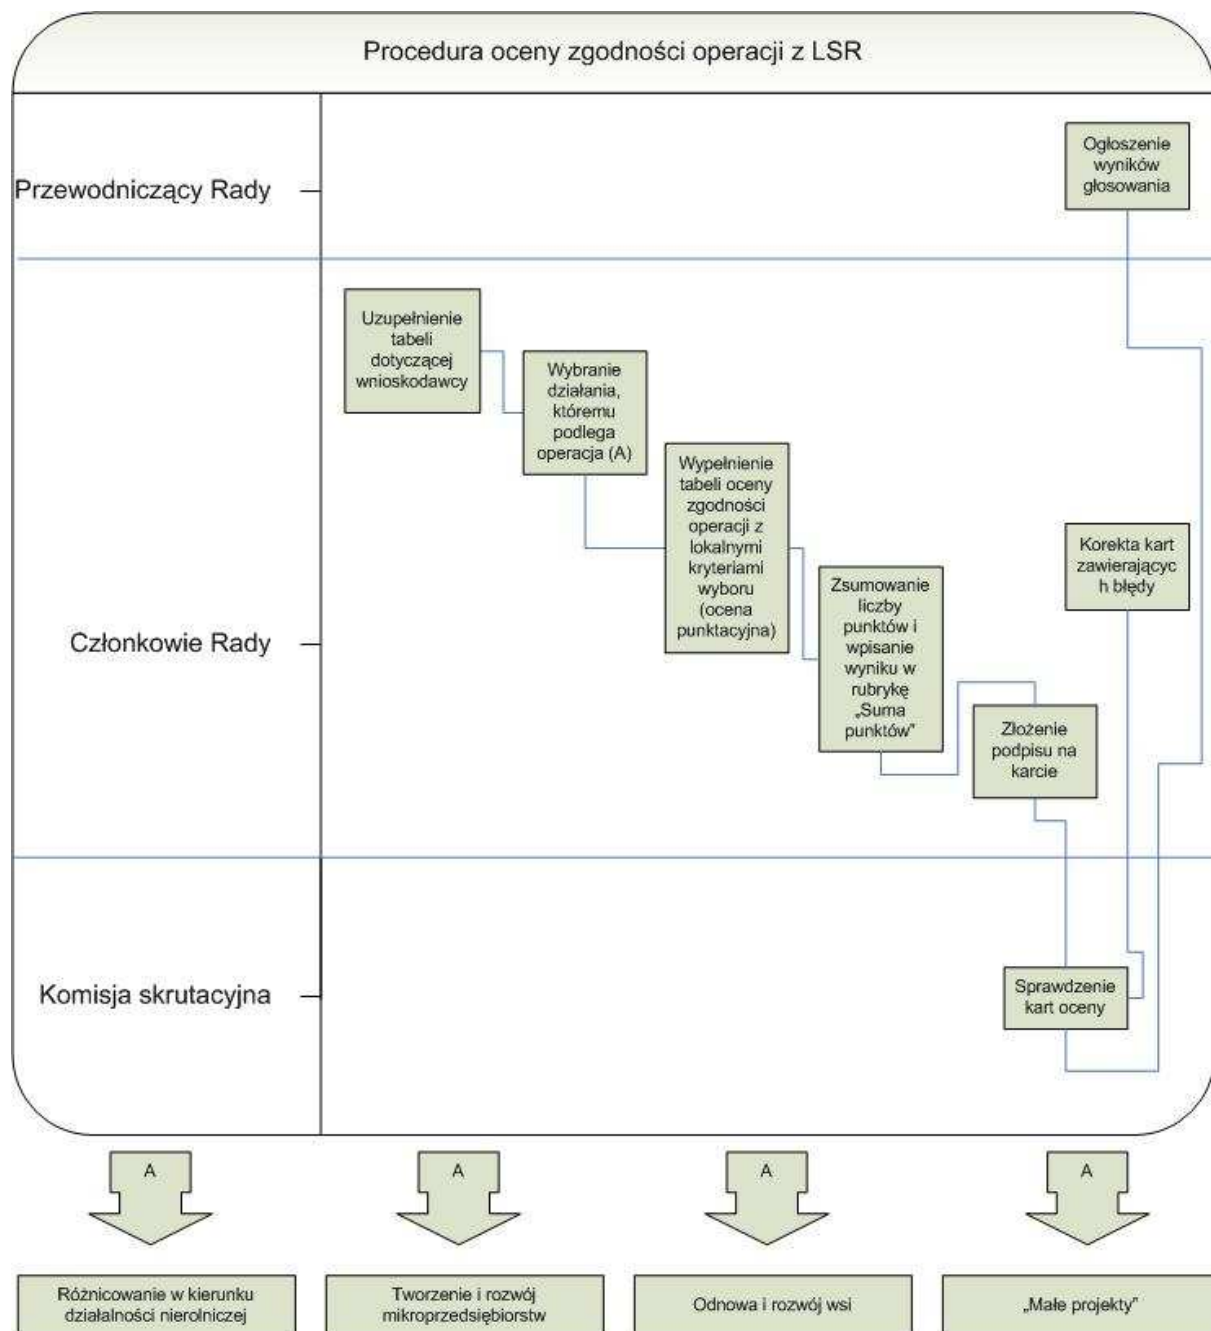 Procedura oceny zgodności operacji z LSR
Przewodniczący Rady
Ogłoszenie
wyników
głosowania
Członkowie Rady
Uzupełnienie
tabeli
dotyczącej
wnioskodawcy
Wybranie
działania,
któremu
podlega
operacja (A)
Wypełnienie
tabeli oceny
zgodności
operacji z
lokalnymi
kryteriami
wyboru
(ocena
punktacyjna)
Zsumowanie
liczby
punktów i
wpisanie
wyniku w
rubrykę
„Suma
punktów”
Złożenie
podpisu na
karcie
Korekta kart
zawierającyc
h błędy
Komisja skrutacyjna
Sprawdzenie
kart oceny
A
A
A
A
Różnicowanie w kierunku
działalności nierolniczej
Tworzenie i rozwój
mikroprzedsiębiorstw
Odnowa i rozwój wsi
„Małe projekty”